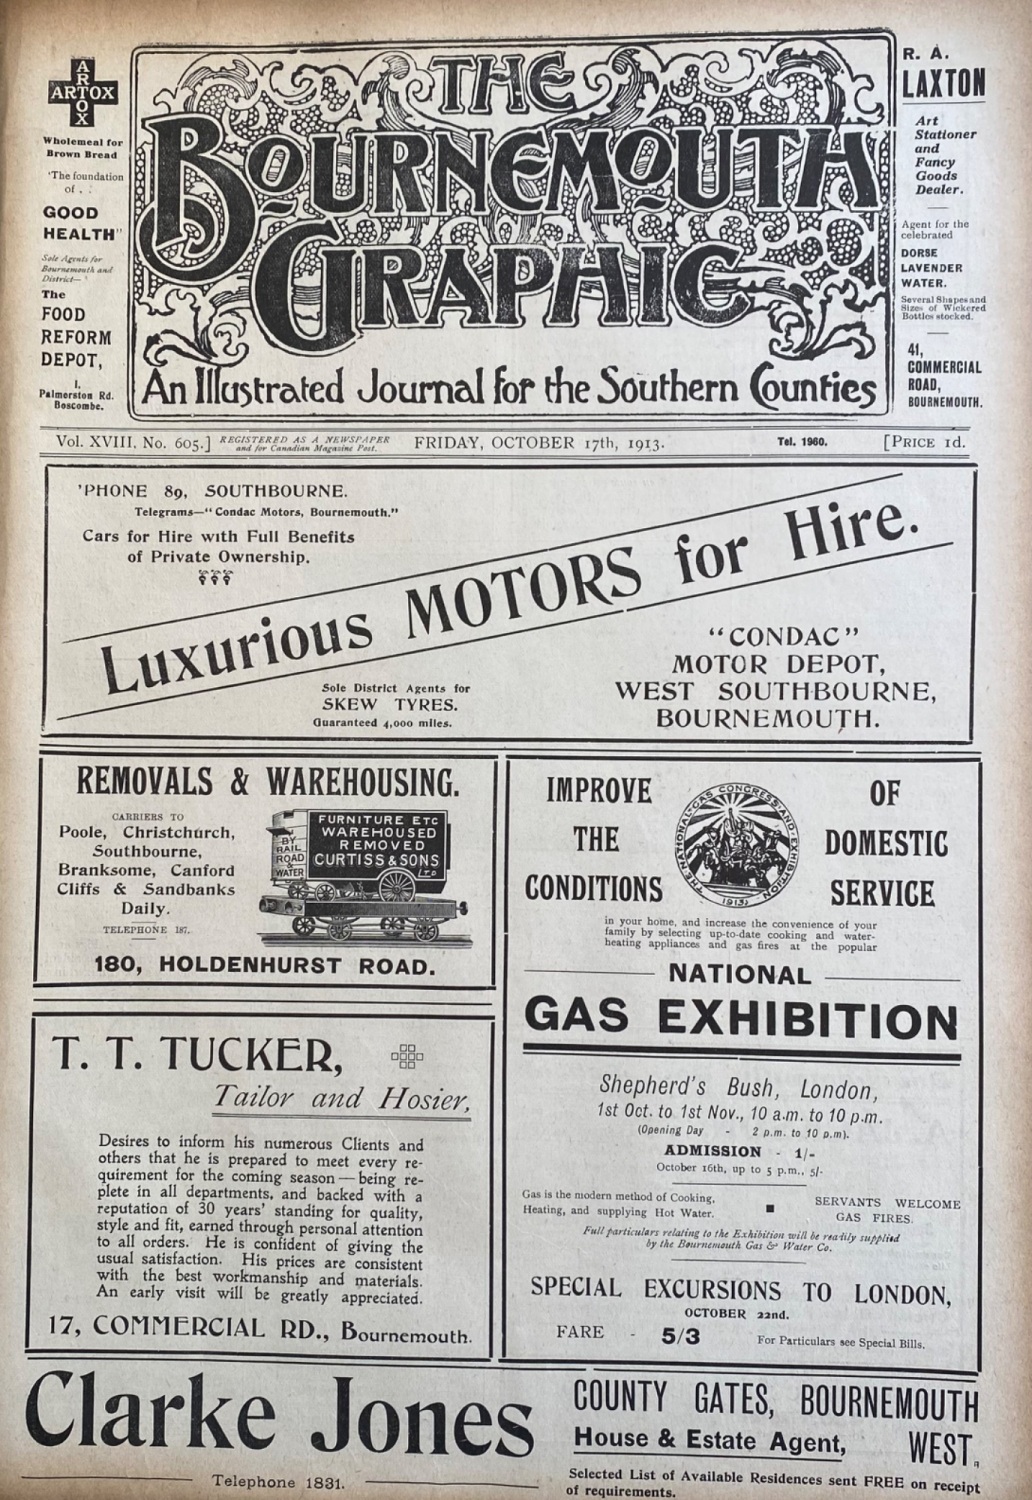 ARTOX
ARTOX
Wholemeal for
Brown Bread
'The foundation
of . .
GOOD
HEALTH"
Sole Agents for
Bournemouth and
District—
The
FOOD
REFORM
DEPOT,
1,
Palmerston Rd.
Boscombe.
THE
BOURNEMOUTH
GRAPHIC
An Illustrated Journal for the Southern Counties
R. A.
LAXTON
Art
Stationer
and
Fancy
Goods
Dealer.
Agent for the
celebrated
DORSE
LAVENDER
WATER.
Several Shapes and
Sizes of Wickered
Bottles stocked.
41,
COMMERCIAL
ROAD,
BOURNEMOUTH.
Vol. XVIII. No. 605.] REGISTERED AS A NEWSPAPER
and for Canadian Magazine Post.
FRIDAY, OCTOBER 17th, 1913. Tel. 1960. [PRICE 1d.
'PHONE 89, SOUTHBOURNE.
Telegrams—"Condac Motors, Bournemouth."
Cars for Hire with Full Benefits
of Private Ownership.
Luxurious MOTORS for Hire.
Sole District Agents for
SKEW TYRES.
Guaranteed 4,000 miles.
"CONDAC"
MOTOR DEPOT,
WEST SOUTHBOURNE,
BOURNEMOUTH.
REMOVALS & WAREHOUSING.
CARRIERS TO
Poole, Christchurch,
Southbourne,
Branksome, Canford
Cliffs & Sandbanks
Daily.
TELEPHONE 187.
BY
RAIL
ROAD
&
WATER
FURNITURE ETC
WAREHOUSED
REMOVED
CURTISS & SONS
LTD
180, HOLDENHURST ROAD.
T. T. TUCKER,
Tailor and Hosier,
Desires to inform his numerous Clients and
others that he is prepared to meet every re-
quirement for the coming season—being re-
plete in all departments, and backed with a
reputation of 30 years' standing for quality,
style and fit, earned through personal attention
to all orders. He is confident of giving the
usual satisfaction. His prices are consistent
with the best workmanship and materials.
An early visit will be greatly appreciated.
17, COMMERCIAL RD., Bournemouth.
IMPROVE
THE
CONDITIONS
THE NATIONAL GAS CONGRESS AND EXHIBITION
1913
OF
DOMESTIC
SERVICE
in your home, and increase the convenience of your
family by selecting up-to-date cooking and water-
heating appliances and gas fires at the popular
NATIONAL
GAS EXHIBITION
Shepherd's Bush, London,
1st Oct. to 1st Nov., 10 a.m. to 10 p.m.
(Opening Day - 2 p.m. to 10 p.m).
ADMISSION - 1/-
October 16th, up to 5 p.m., 5/-
Gas is the modern method of Cooking,
Heating, and supplying Hot Water.
SERVANTS WELCOME
GAS FIRES.
Full particulars relating to the Exhibition will be readily supplied
by the Bournemouth Gas & Water Co.
SPECIAL EXCURSIONS TO LONDON,
OCTOBER 22nd.
FARE - 5/3 For Particulars see Special Bills.
Clarke Jones
Telephone 1831.
COUNTY GATES, BOURNEMOUTH
House & Estate Agent, WEST.
Selected List of Available Residences sent FREE on receipt
of requirements.